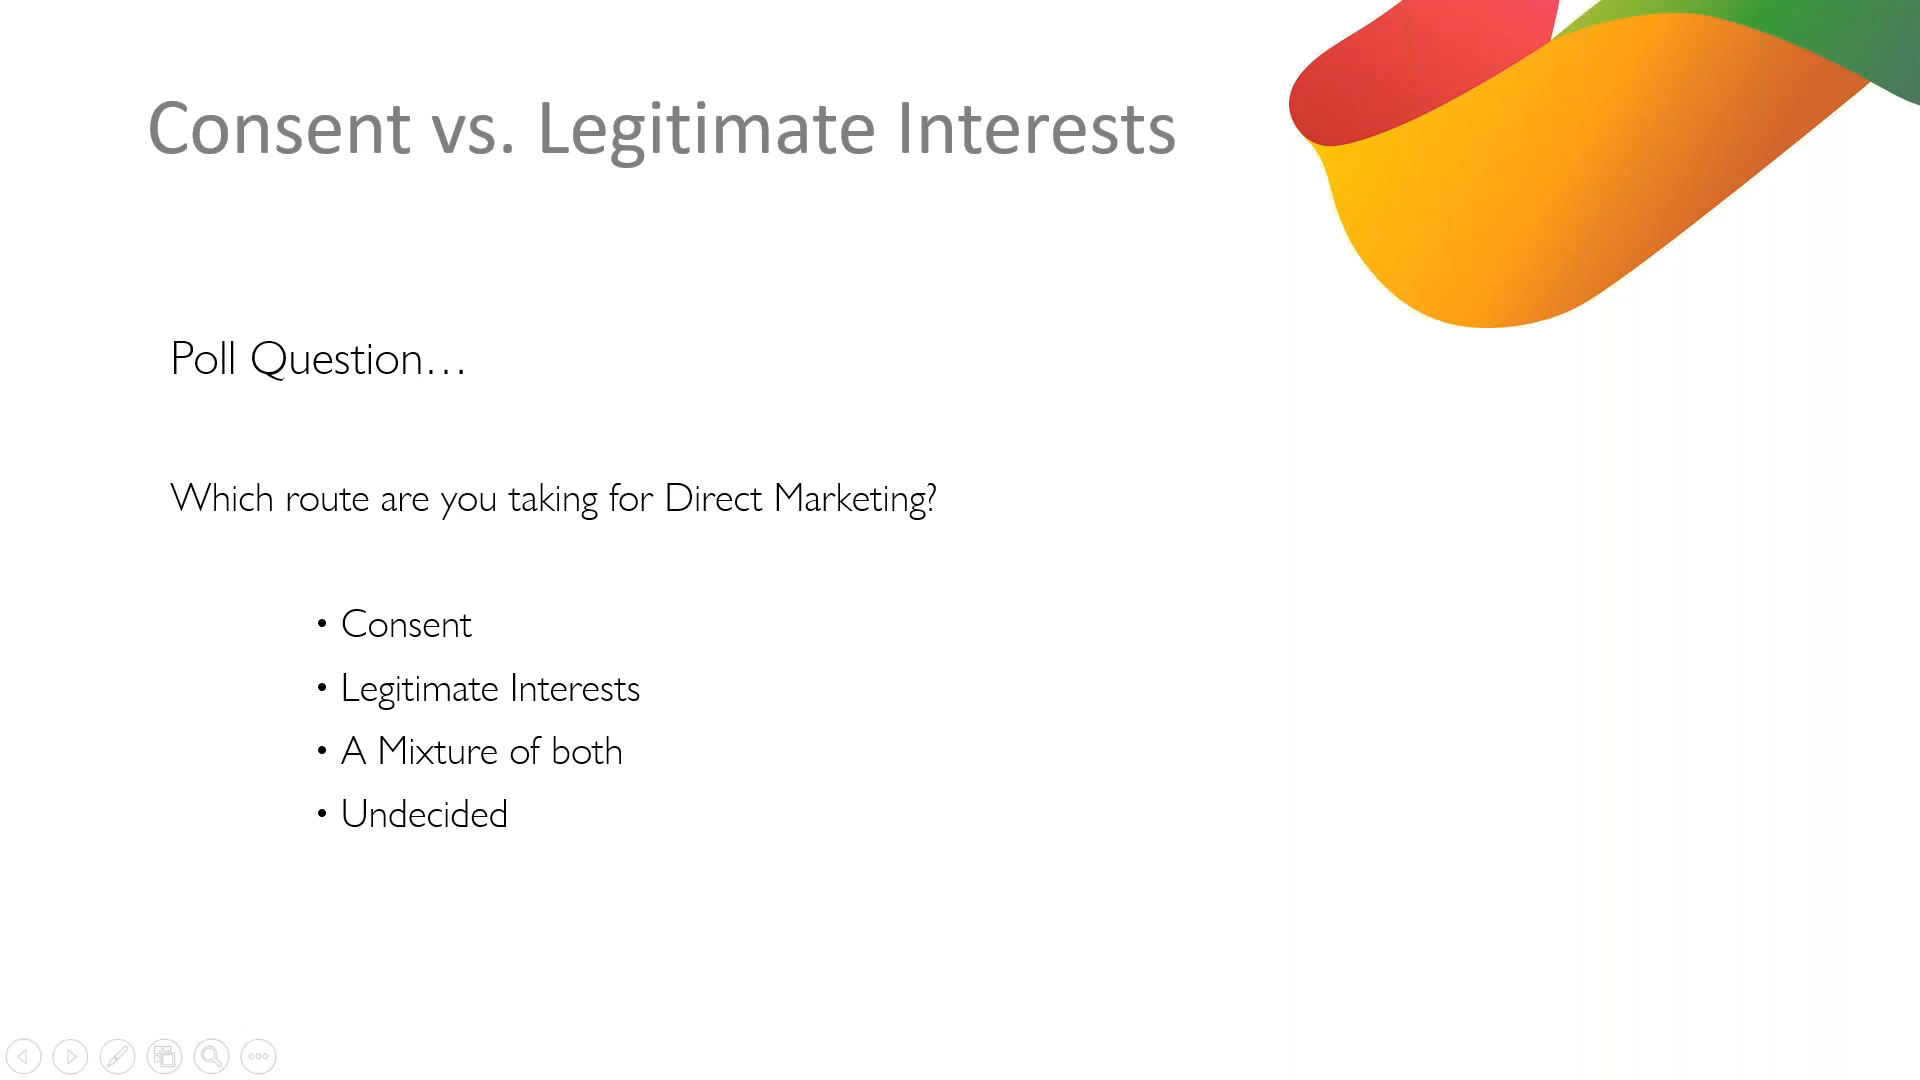 Consent vs. Legitimate Interests
Poll Question…
Which route are you taking for Direct Marketing?
• Consent
• Legitimate Interests
• A Mixture of both
• Undecided